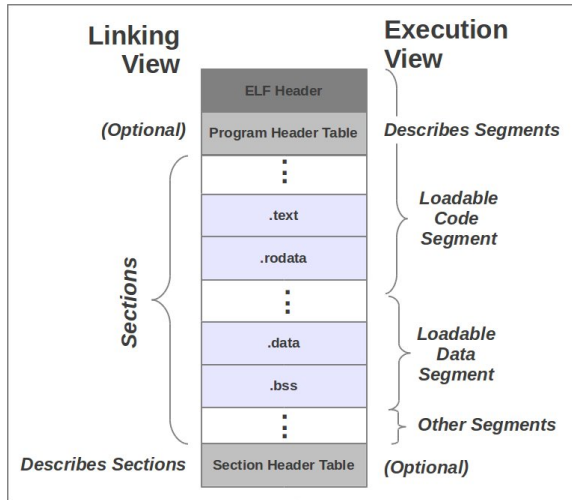 Linking
View
Execution
View
ELF Header
(Optional)
Program Header Table
Describes Segments
.text
Loadable
Code
Segment
.rodata
Sections
.data
Loadable
Data
Segment
.bss
Other Segments
Describes Sections
Section Header Table
(Optional)